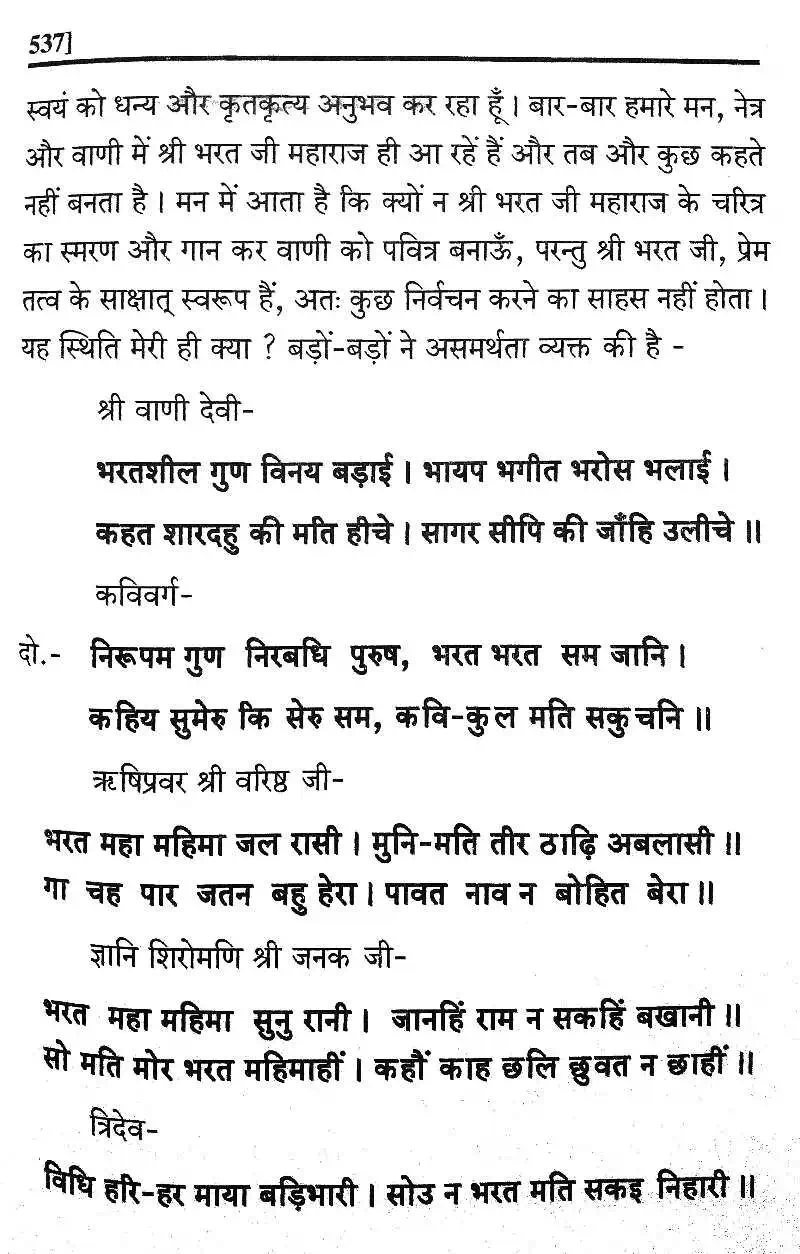 537]
स्वयं को धन्य और कृतकृत्य अनुभव कर रहा हूँ। बार-बार हमारे मन, नेत्र
और वाणी में श्री भरत जी महाराज ही आ रहें हैं और तब और कुछ कहते
नहीं बनता है। मन में आता है कि क्यों न श्री भरत जी महाराज के चरित्र
का स्मरण और गान कर वाणी को पवित्र बनाऊँ, परन्तु श्री भरत जी, प्रेम
तत्व के साक्षात् स्वरूप हैं, अतः कुछ निर्वचन करने का साहस नहीं होता।
यह स्थिति मेरी ही क्या ? बड़ों-बड़ों ने असमर्थता व्यक्त की है -
श्री वाणी देवी-
भरतशील गुण विनय बड़ाई। भायप भगीत भरोस भलाई।
कहत शारदहु की मति हीचे। सागर सीपि की जाँहि उलीचे॥
कविवर्ग-
दो.- निरूपम गुण निरबधि पुरुष, भरत भरत सम जानि।
कहिय सुमेरु कि सेरु सम, कवि-कुल मति सकुचनि॥
ऋषिप्रवर श्री वरिष्ठ जी-
भरत महा महिमा जल रासी। मुनि-मति तीर ठाढ़ि अबलासी॥
गा चह पार जतन बहु हेरा। पावत नाव न बोहित बेरा॥
ज्ञानि शिरोमणि श्री जनक जी-
भरत महा महिमा सुनु रानी। जानहिं राम न सकहिं बखानी॥
सो मति मोर भरत महिमाहीं। कहौं काह छलि छुवत न छाहीं॥
त्रिदेव-
विधि हरि-हर माया बड़िभारी। सोउ न भरत मति सकइ निहारी॥